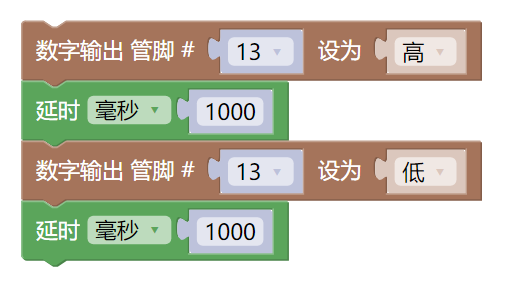 数字输出 管脚 # 13 设为 高
延时 毫秒 1000
数字输出 管脚 # 13 设为 低
延时 毫秒 1000